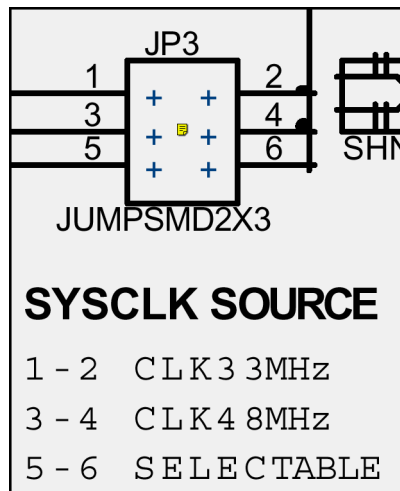 JP3
1 2
3 4
5 6
SHN
JUMPSMD2X3
SYSCLK SOURCE
1-2 CLK33MHz
3-4 CLK48MHz
5-6 SELECTABLE